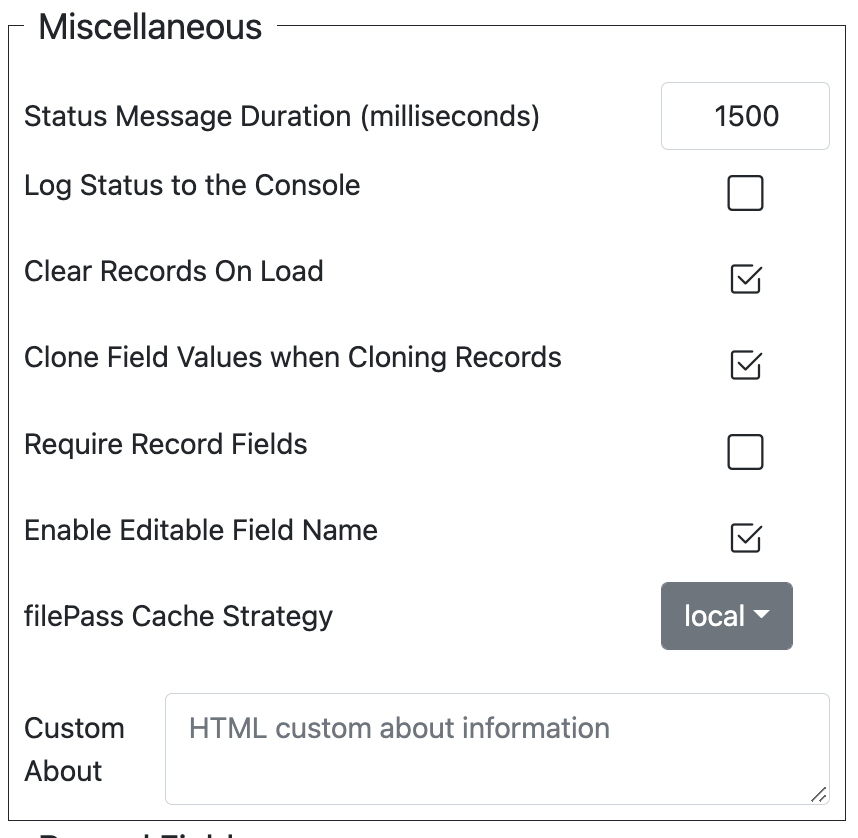 Miscellaneous
Status Message Duration (milliseconds) 1500
Log Status to the Console
Clear Records On Load
Clone Field Values when Cloning Records
Require Record Fields
Enable Editable Field Name
filePass Cache Strategy local
Custom About HTML custom about information